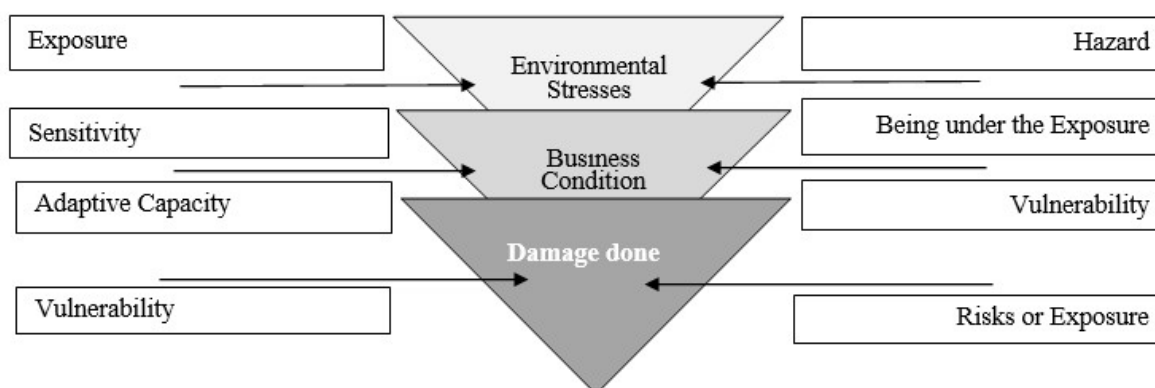 Exposure
Hazard
Environmental
Stresses
Sensitivity
Being under the Exposure
Business
Condition
Adaptive Capacity
Vulnerability
Damage done
Vulnerability
Risks or Exposure